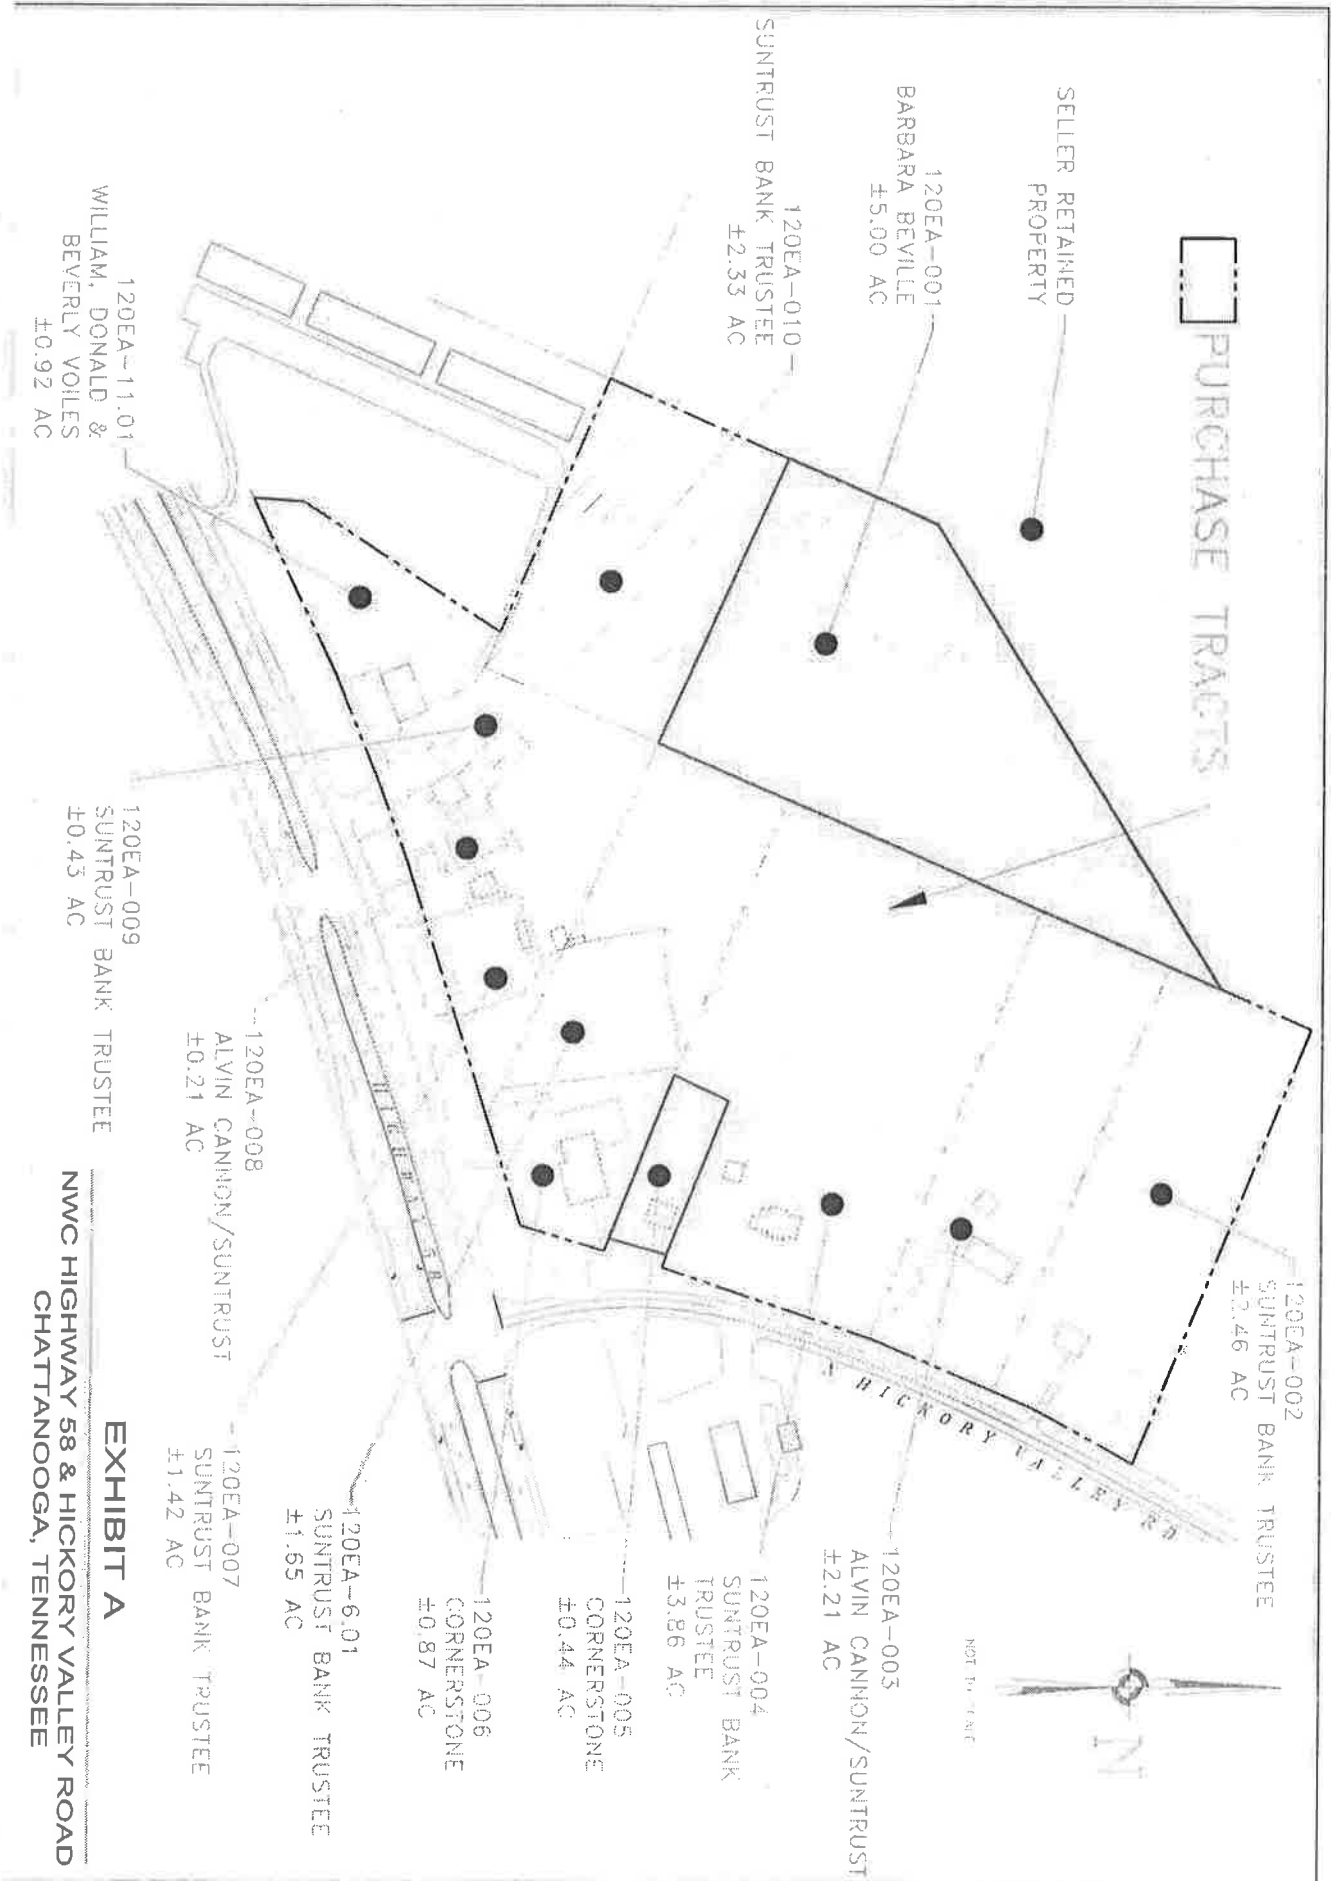 PURCHASE TRACTS
SELLER RETAINED
PROPERTY
120EA-001
BARBARA BEVILLE
±5.00 AC
120EA-010
SUNTRUST BANK TRUSTEE
±2.33 AC
120EA-11.01
WILLIAM, DONALD &
BEVERLY VOILES
±0.92 AC
120EA-009
SUNTRUST BANK TRUSTEE
±0.43 AC
120EA-008
ALVIN CANNON/SUNTRUST
±0.21 AC
120EA-007
SUNTRUST BANK TRUSTEE
±1.42 AC
120EA-6.01
SUNTRUST BANK TRUSTEE
±1.65 AC
120EA-006
CORNERSTONE
±0.87 AC
120EA-005
CORNERSTONE
±0.44 AC
120EA-004
SUNTRUST BANK
TRUSTEE
±3.86 AC
120EA-003
ALVIN CANNON/SUNTRUST
±2.21 AC
120EA-002
SUNTRUST BANK TRUSTEE
±2.46 AC
N HICKORY VALLEY RD
HIGHWAY 58
NOT TO SCALE
N
EXHIBIT A
NWC HIGHWAY 58 & HICKORY VALLEY ROAD
CHATTANOOGA, TENNESSEE